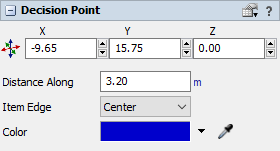 Decision Point ?
X Y Z
-9.65 15.75 0.00
Distance Along 3.20 m
Item Edge Center
Color